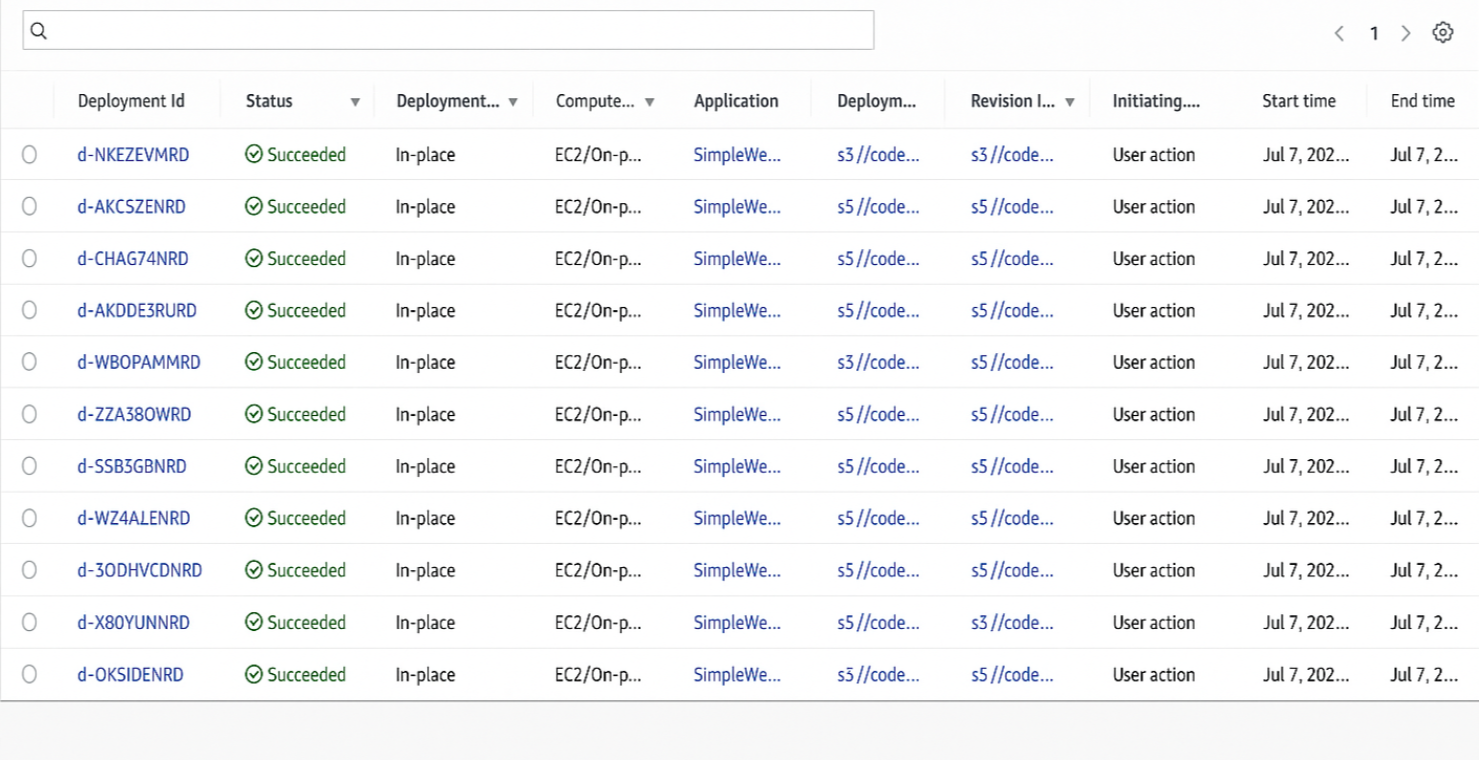 1
Deployment Id Status Deployment... Compute... Application Deploym... Revision I... Initiating.... Start time End time
d-NKEZEVMRD Succeeded In-place EC2/On-p... SimpleWe... s3//code... s3//code... User action Jul 7, 202... Jul 7, 2...
d-AKCSZENRD Succeeded In-place EC2/On-p... SimpleWe... s5//code... s5//code... User action Jul 7, 202... Jul 7, 2...
d-CHAG74NRD Succeeded In-place EC2/On-p... SimpleWe... s5//code... s5//code... User action Jul 7, 202... Jul 7, 2...
d-AKDDE3RURD Succeeded In-place EC2/On-p... SimpleWe... s5//code... s5//code... User action Jul 7, 202... Jul 7, 2...
d-WBOPAMMRD Succeeded In-place EC2/On-p... SimpleWe... s3//code... s5//code... User action Jul 7, 202... Jul 7, 2...
d-ZZA38OWRD Succeeded In-place EC2/On-p... SimpleWe... s5//code... s5//code... User action Jul 7, 202... Jul 7, 2...
d-SSB3GBNRD Succeeded In-place EC2/On-p... SimpleWe... s5//code... s5//code... User action Jul 7, 202... Jul 7, 2...
d-WZ4ALENRD Succeeded In-place EC2/On-p... SimpleWe... s5//code... s5//code... User action Jul 7, 202... Jul 7, 2...
d-3ODHVCDNRD Succeeded In-place EC2/On-p... SimpleWe... s5//code... s5//code... User action Jul 7, 202... Jul 7, 2...
d-X80YUNNRD Succeeded In-place EC2/On-p... SimpleWe... s5//code... s3//code... User action Jul 7, 202... Jul 7, 2...
d-OKSIDENRD Succeeded In-place EC2/On-p... SimpleWe... s3//code... s5//code... User action Jul 7, 202... Jul 7, 2...